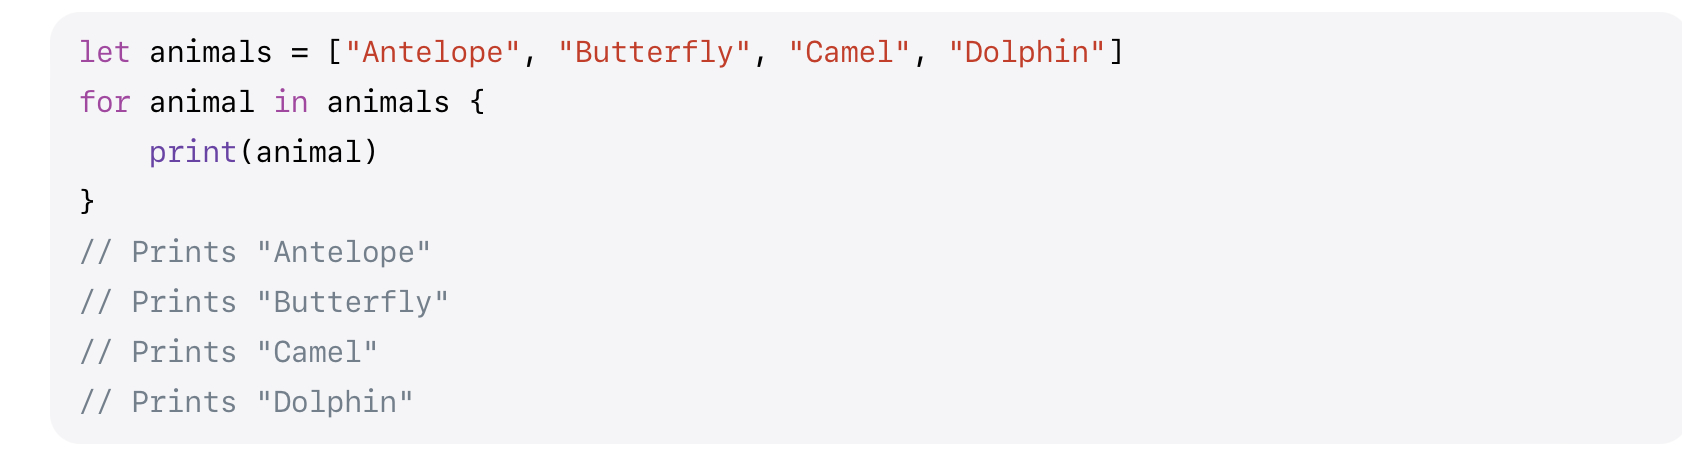 let animals = ["Antelope", "Butterfly", "Camel", "Dolphin"]
for animal in animals {
    print(animal)
}
// Prints "Antelope"
// Prints "Butterfly"
// Prints "Camel"
// Prints "Dolphin"